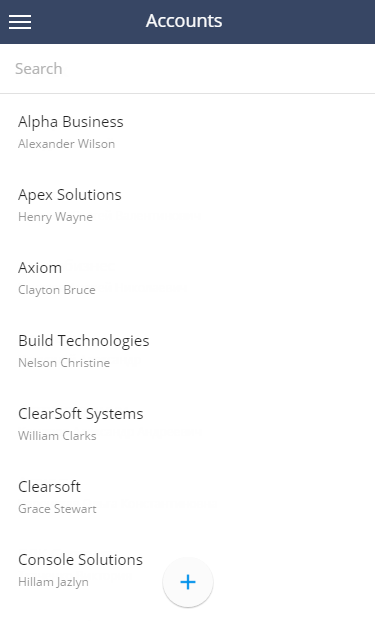 Accounts
Search
Alpha Business
Alexander Wilson
Apex Solutions
Henry Wayne
Axiom
Clayton Bruce
Build Technologies
Nelson Christine
ClearSoft Systems
William Clarks
Clearsoft
Grace Stewart
Console Solutions
Hillam Jazlyn